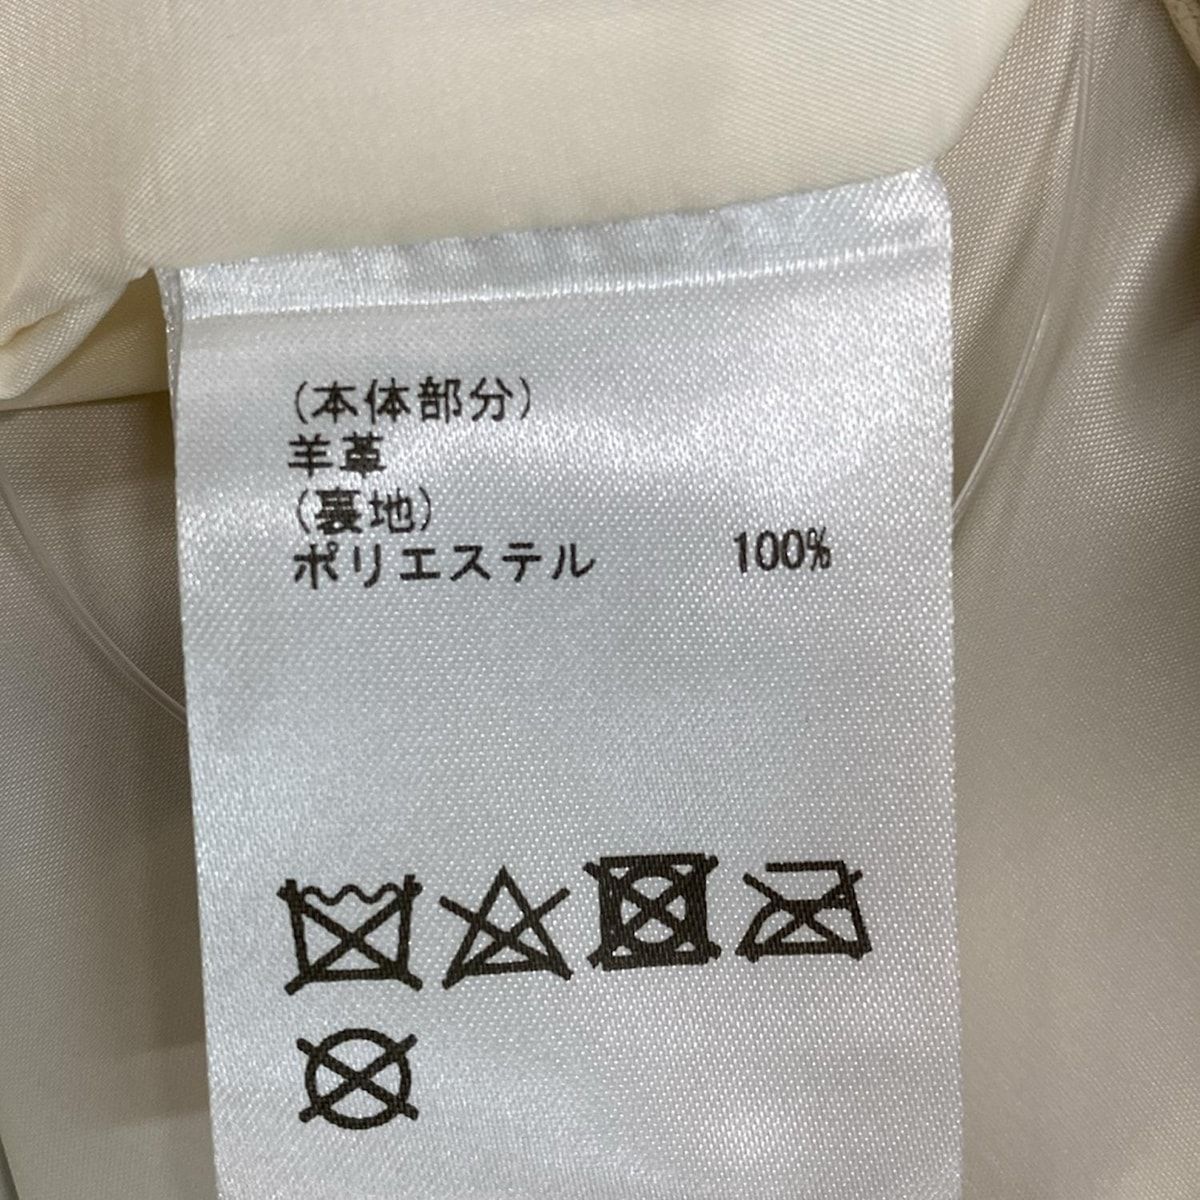 (本体部分)
羊革
(裏地)
ポリエステル 100%